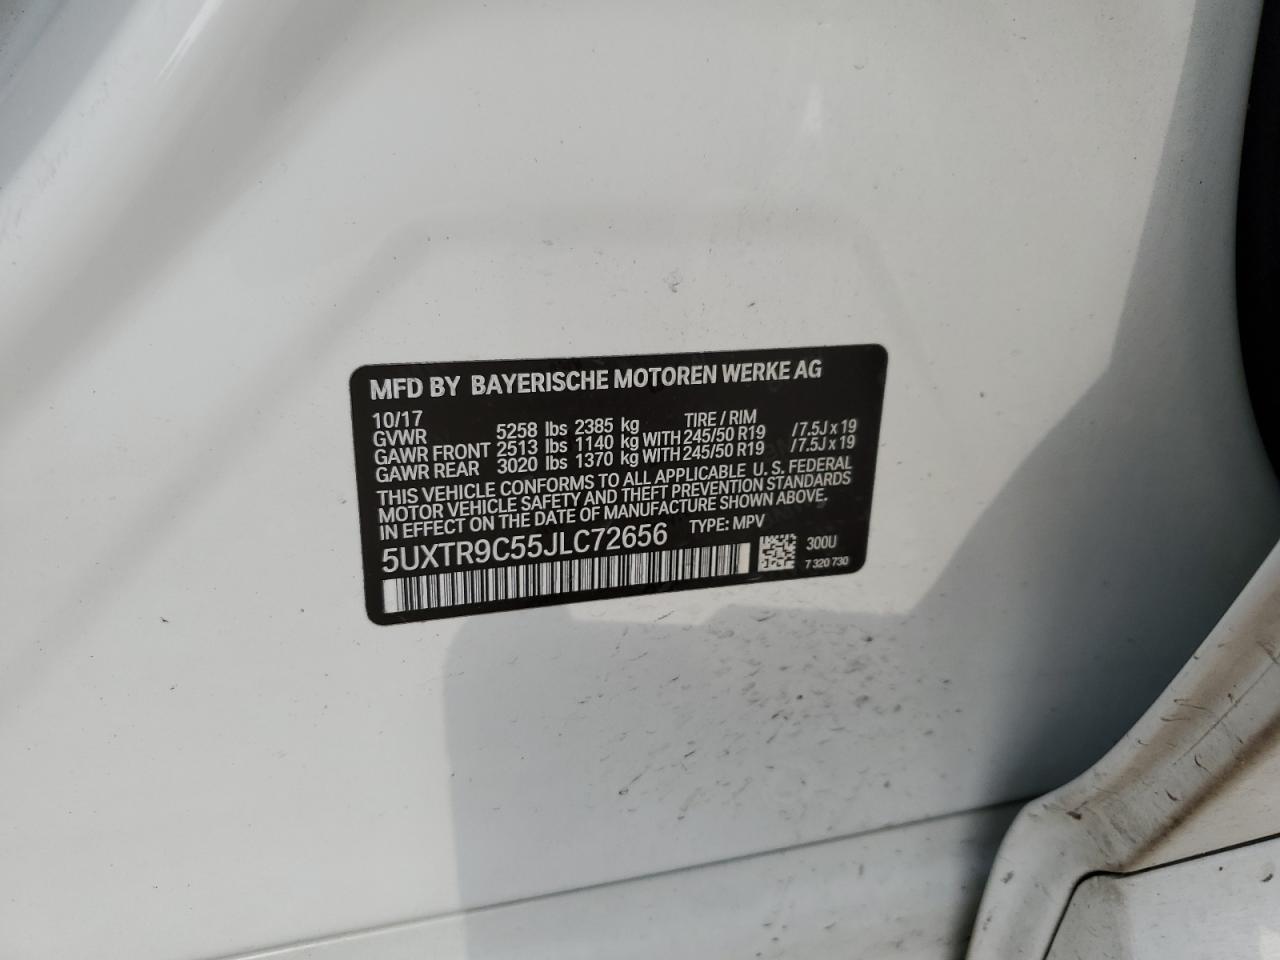 MFD BY BAYERISCHE MOTOREN WERKE AG
10/17 TIRE / RIM
GVWR 5258 lbs 2385 kg
GAWR FRONT 2513 lbs 1140 kg WITH 245/50 R19 / 7.5J x 19
GAWR REAR 3020 lbs 1370 kg WITH 245/50 R19 / 7.5J x 19
THIS VEHICLE CONFORMS TO ALL APPLICABLE U. S. FEDERAL
MOTOR VEHICLE SAFETY AND THEFT PREVENTION STANDARDS
IN EFFECT ON THE DATE OF MANUFACTURE SHOWN ABOVE.
5UXTR9C55JLC72656 TYPE: MPV
300U
7 320 730